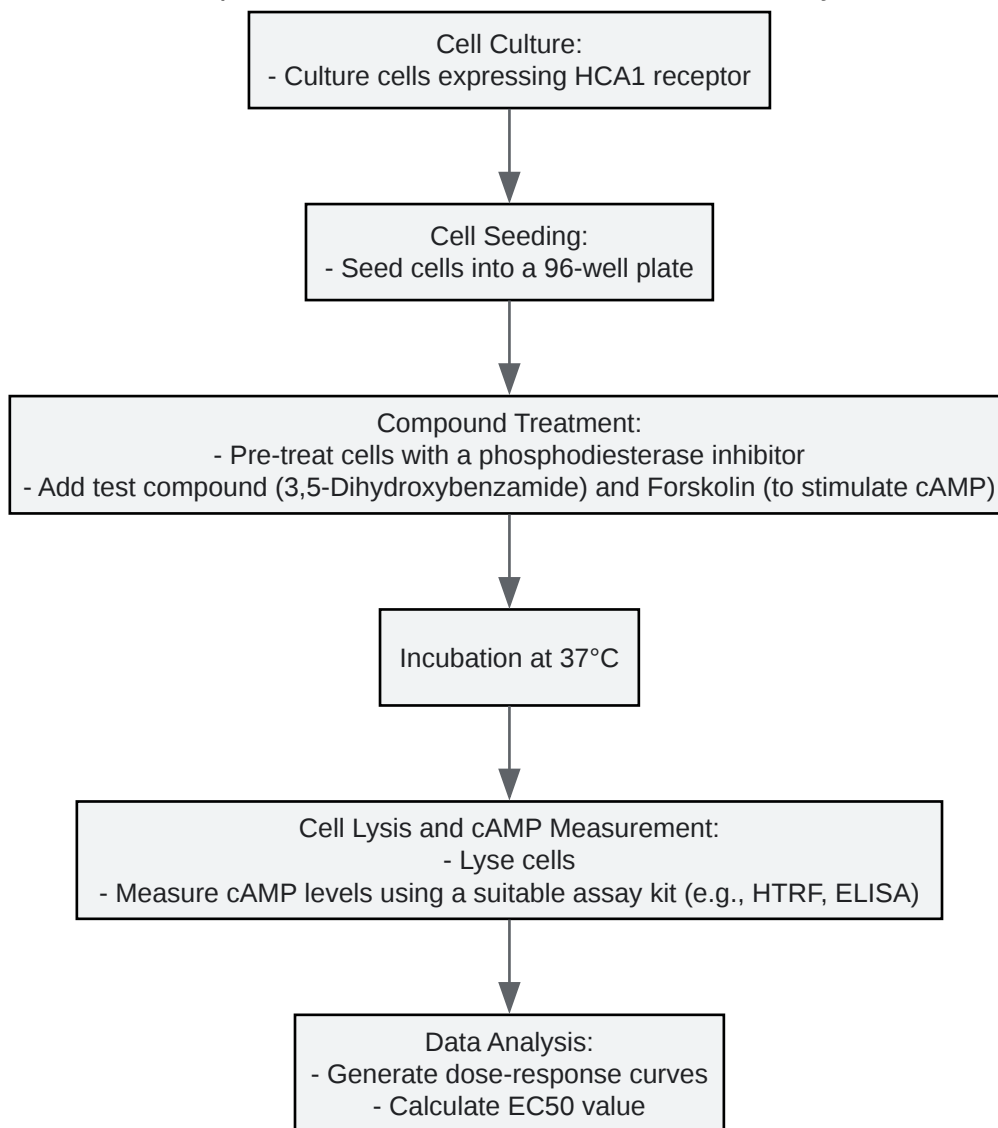 Cell Culture:
- Culture cells expressing HCA1 receptor
Cell Seeding:
- Seed cells into a 96-well plate
Compound Treatment:
- Pre-treat cells with a phosphodiesterase inhibitor
- Add test compound (3,5-Dihydroxybenzamide) and Forskolin (to stimulate cAMP)
Incubation at 37°C
Cell Lysis and cAMP Measurement:
- Lyse cells
- Measure cAMP levels using a suitable assay kit (e.g., HTRF, ELISA)
Data Analysis:
- Generate dose-response curves
- Calculate EC50 value